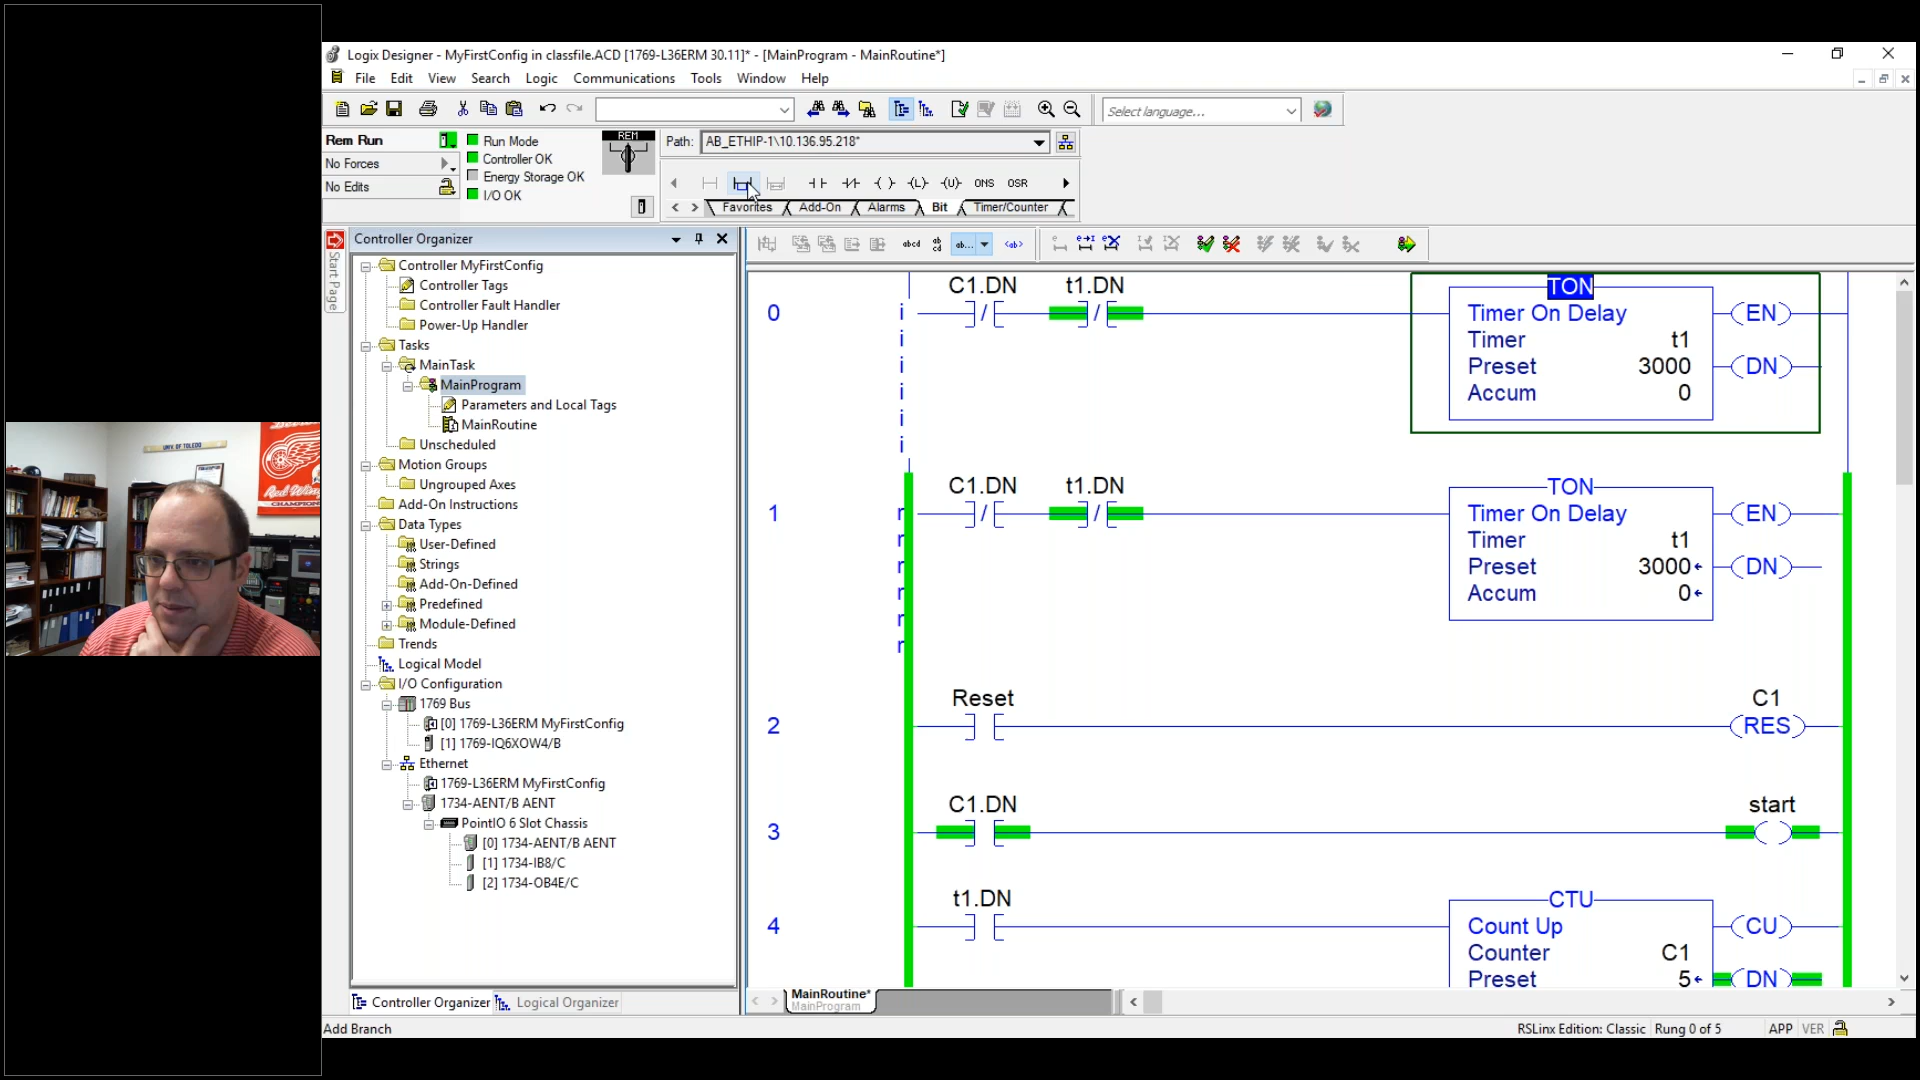 Logix Designer - MyFirstConfig in classfile.ACD [1769-L36ERM 30.11]* - [MainProgram - MainRoutine*]
File Edit View Search Logic Communications Tools Window Help
Select language...
Rem Run
No Forces
No Edits
Run Mode
Controller OK
Energy Storage OK
I/O OK
REM
Path: AB_ETHIP-1\10.136.95.218*
ONS OSR
Favorites Add-On Alarms Bit Timer/Counter
Start Page
Controller Organizer
Controller MyFirstConfig
Controller Tags
Controller Fault Handler
Power-Up Handler
Tasks
MainTask
MainProgram
Parameters and Local Tags
MainRoutine
Unscheduled
Motion Groups
Ungrouped Axes
Add-On Instructions
Data Types
User-Defined
Strings
Add-On-Defined
Predefined
Module-Defined
Trends
Logical Model
I/O Configuration
1769 Bus
[0] 1769-L36ERM MyFirstConfig
[1] 1769-IQ6XOW4/B
Ethernet
1769-L36ERM MyFirstConfig
1734-AENT/B AENT
PointIO 6 Slot Chassis
[0] 1734-AENT/B AENT
[1] 1734-IB8/C
[2] 1734-OB4E/C
Controller Organizer Logical Organizer
UNIV. OF TOLEDO
Red Wings
CHAMPION
0
C1.DN t1.DN
TON
Timer On Delay
Timer t1
Preset 3000
Accum 0
EN
DN
i
i
i
i
i
i
1
C1.DN t1.DN
TON
Timer On Delay
Timer t1
Preset 3000
Accum 0
EN
DN
r
r
r
r
r
r
2
Reset
C1
RES
3
C1.DN
start
4
t1.DN
CTU
Count Up
Counter C1
Preset 5
CU
DN
MainRoutine*
MainProgram
Add Branch
RSLinx Edition: Classic Rung 0 of 5 APP VER